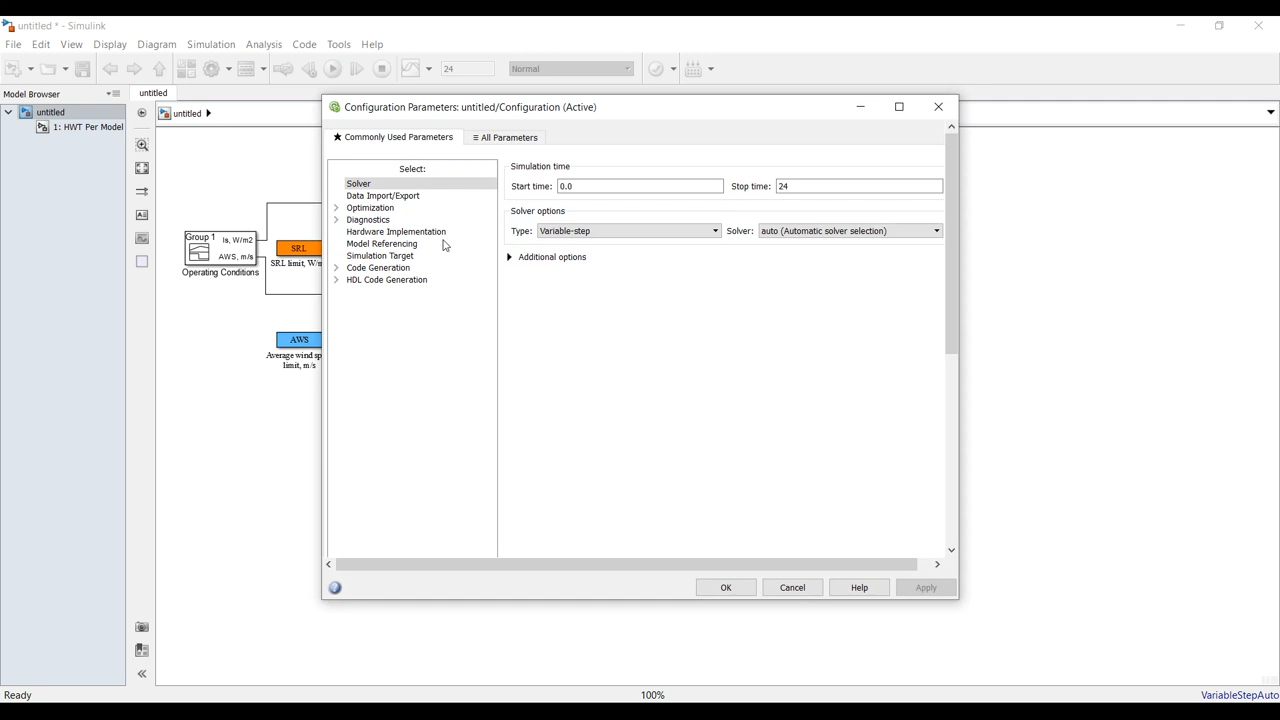 untitled * - Simulink
File Edit View Display Diagram Simulation Analysis Code Tools Help
24 Normal
Model Browser
untitled
1: HWT Per Model
untitled
untitled
Group 1
Is, W/m2
AWS, m/s
Operating Conditions
SRL
SRL limit, W/m
AWS
Average wind sp
limit, m/s
Configuration Parameters: untitled/Configuration (Active)
★ Commonly Used Parameters
≡ All Parameters
Select:
Solver
Data Import/Export
Optimization
Diagnostics
Hardware Implementation
Model Referencing
Simulation Target
Code Generation
HDL Code Generation
Simulation time
Start time: 0.0 Stop time: 24
Solver options
Type: Variable-step Solver: auto (Automatic solver selection)
Additional options
OK Cancel Help Apply
Ready 100% VariableStepAuto